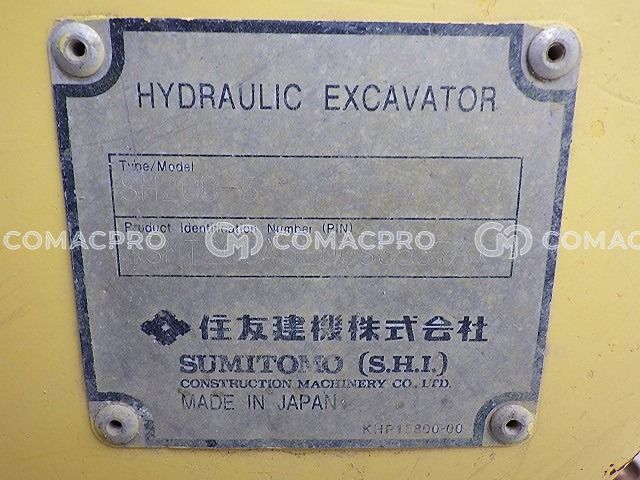 HYDRAULIC EXCAVATOR
Type/Model
Product Identification Number (PIN)
COMACPRO COMACPRO COMACPRO
住友建機株式会社
SUMITOMO (S.H.I.)
CONSTRUCTION MACHINERY CO., LTD.
MADE IN JAPAN
KHP15800-00